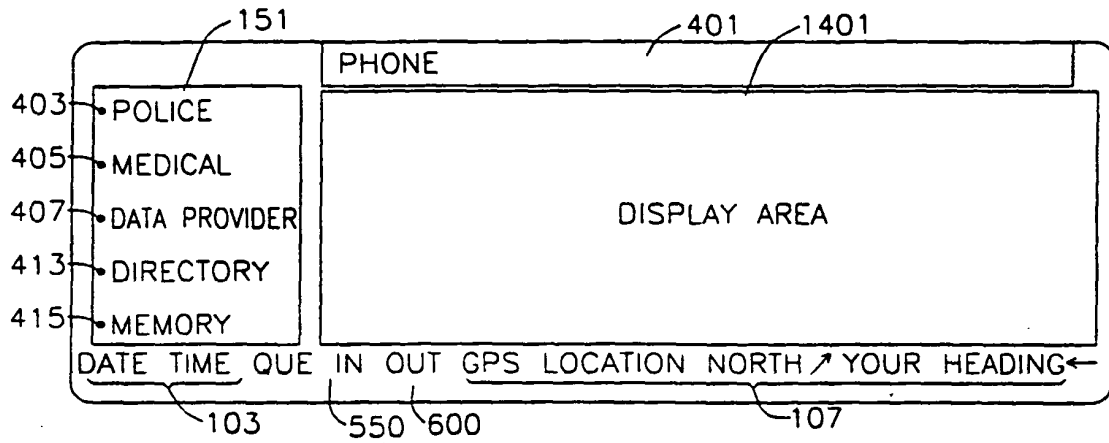 151
401
1401
PHONE
403 POLICE
405 MEDICAL
407 DATA PROVIDER
DISPLAY AREA
413 DIRECTORY
415 MEMORY
DATE TIME QUE IN OUT GPS LOCATION NORTH↗ YOUR HEADING←
103
550
600
107